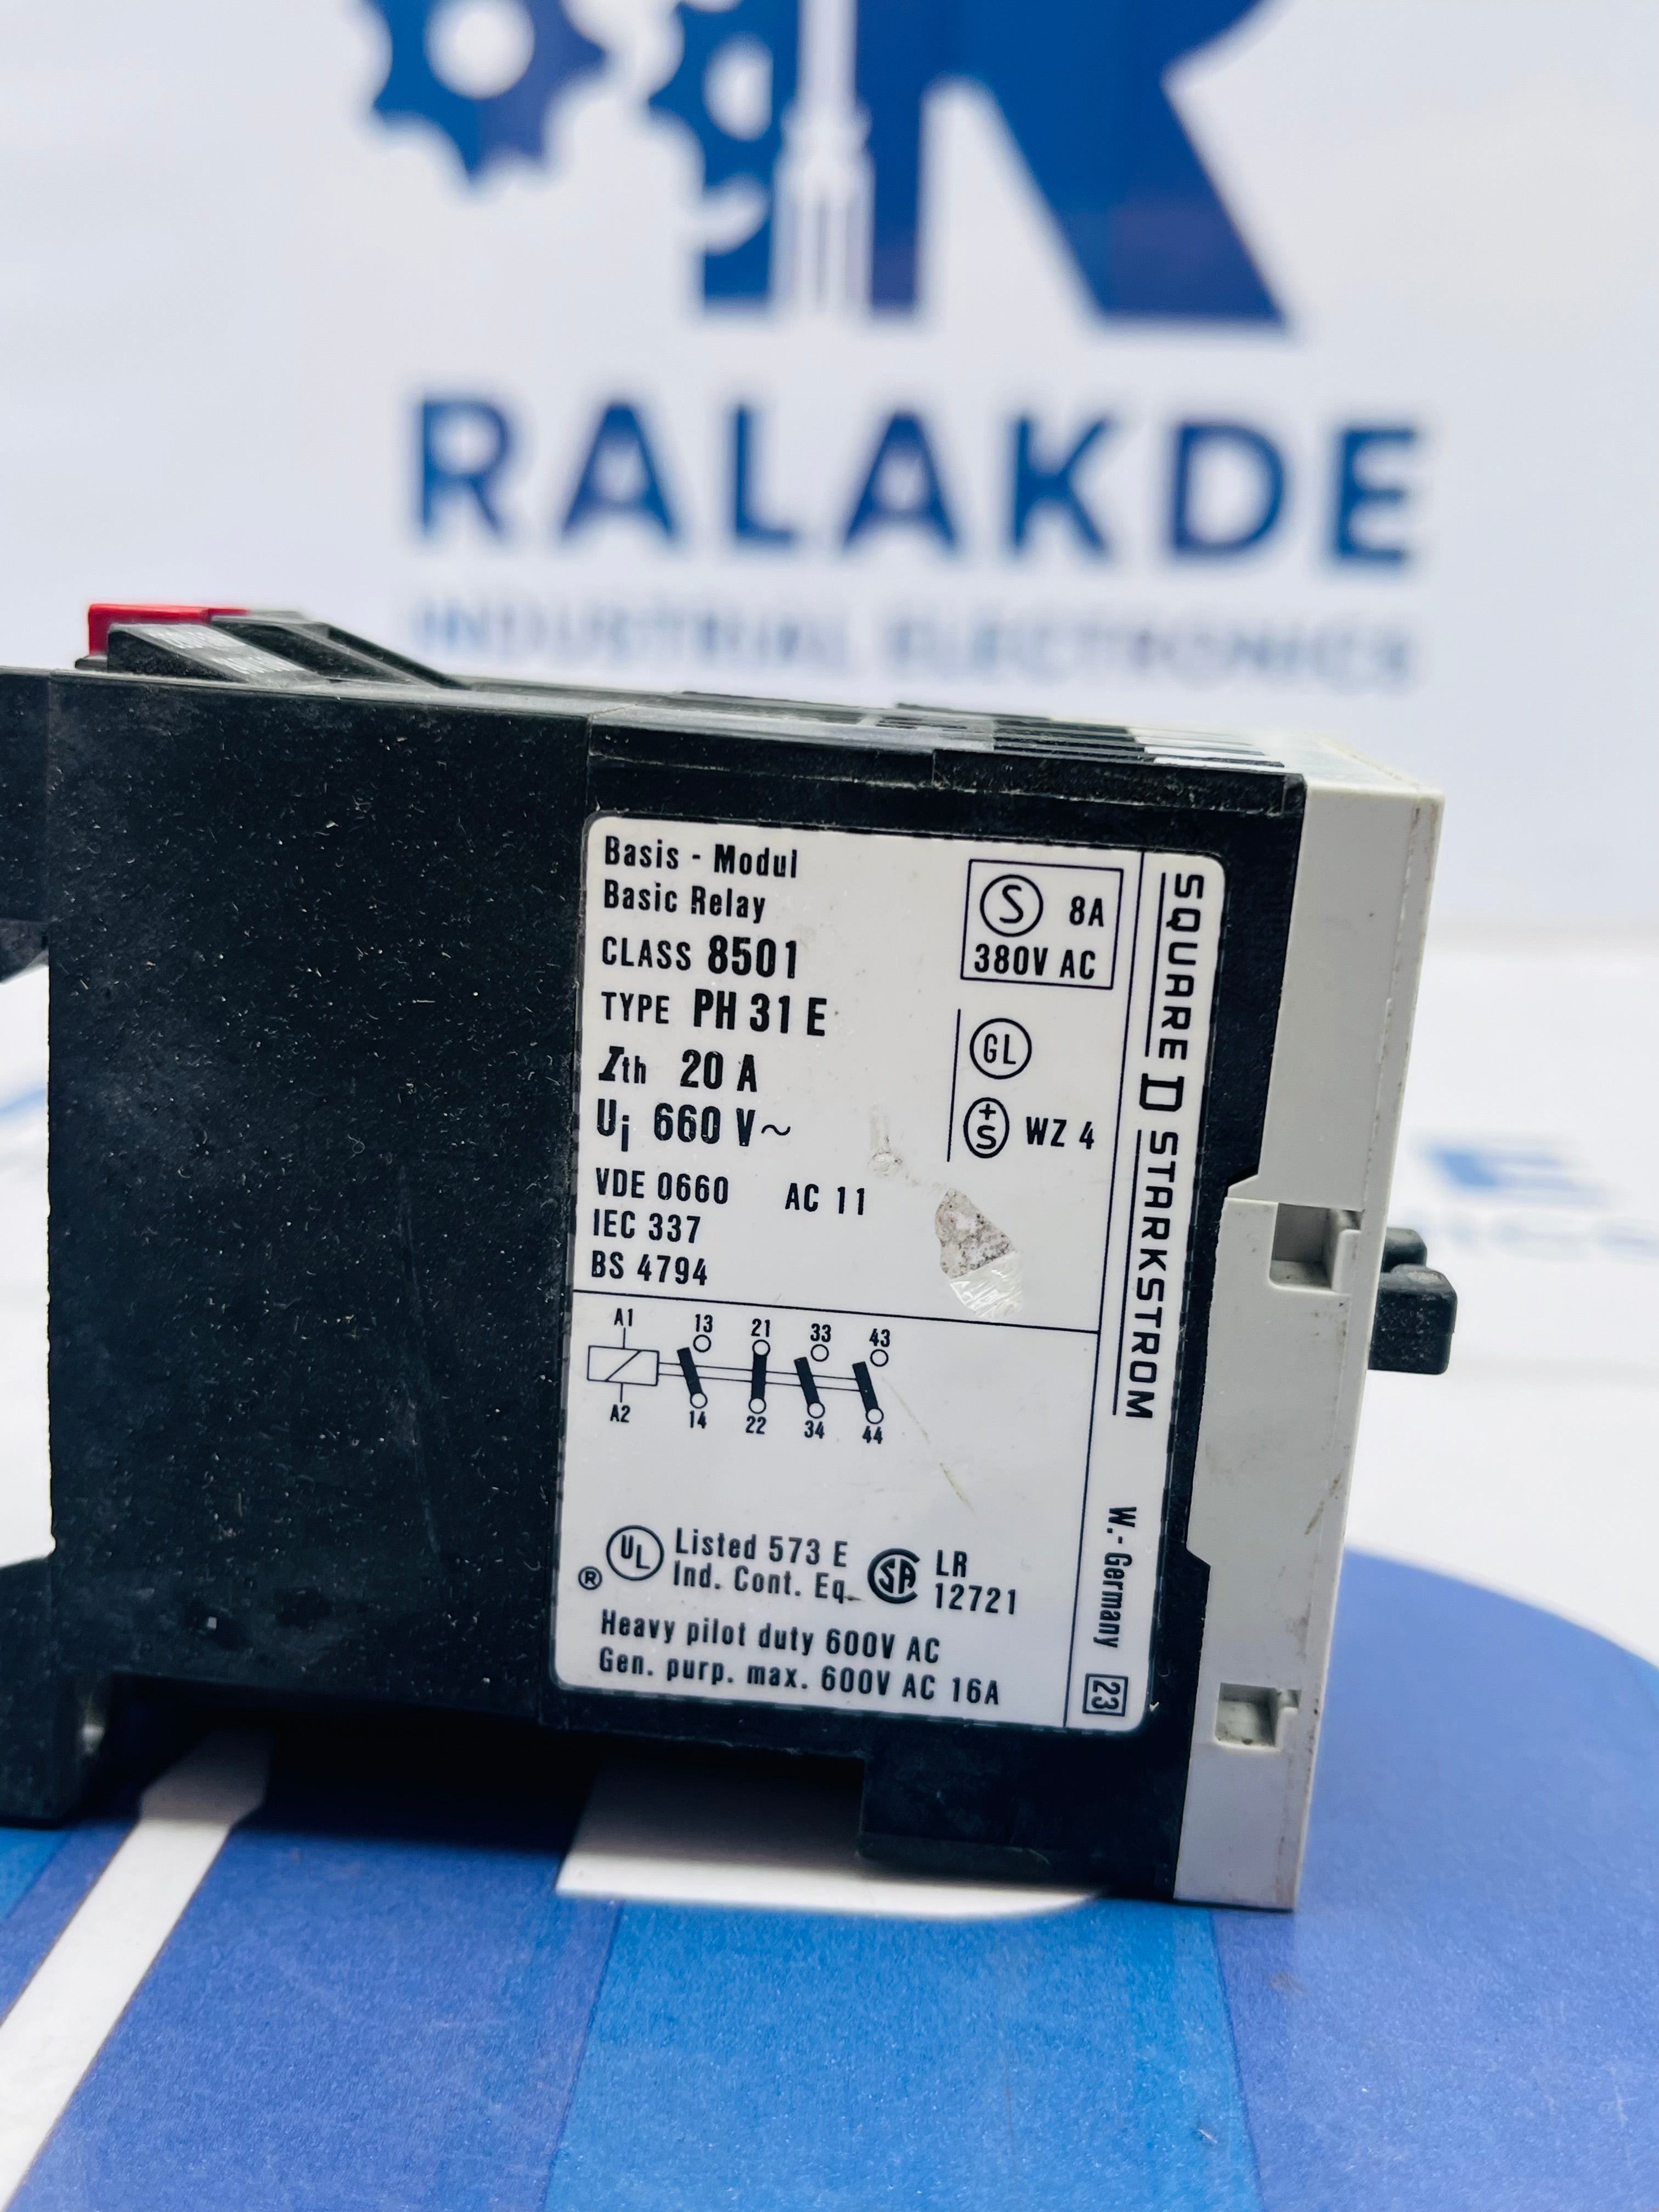 RALAKDE
INDUSTRIAL ELECTRONICS
Basis - Modul
Basic Relay
CLASS 8501
TYPE PH 31 E
Ith 20 A
Ui 660 V~
VDE 0660 AC 11
IEC 337
BS 4794
S 8A
380V AC
GL
+S WZ 4
A1 13 21 33 43
A2 14 22 34 44
UL Listed 573 E
® Ind. Cont. Eq.
SA LR
12721
Heavy pilot duty 600V AC
Gen. purp. max. 600V AC 16A
SQUARE D STARKSTROM
W.-Germany
23